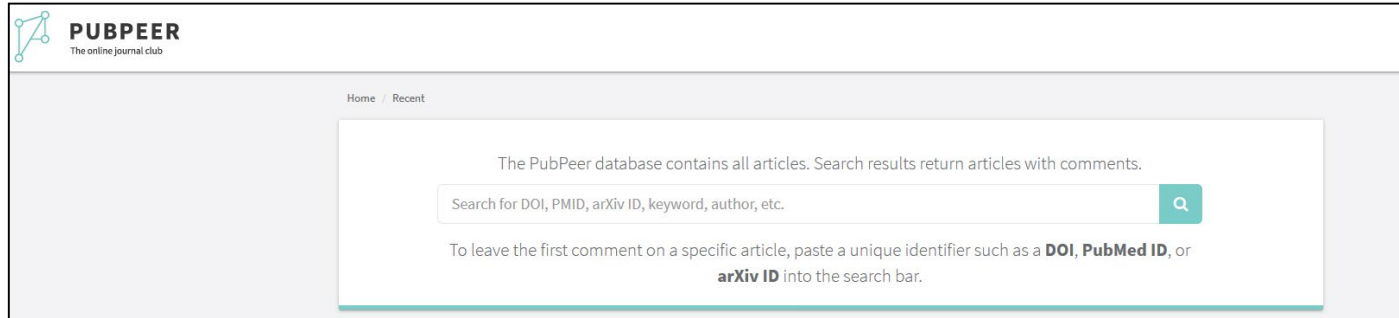 PUBPEER
The online journal club
Home / Recent
The PubPeer database contains all articles. Search results return articles with comments.
Search for DOI, PMID, arXiv ID, keyword, author, etc.
To leave the first comment on a specific article, paste a unique identifier such as a DOI, PubMed ID, or
arXiv ID into the search bar.